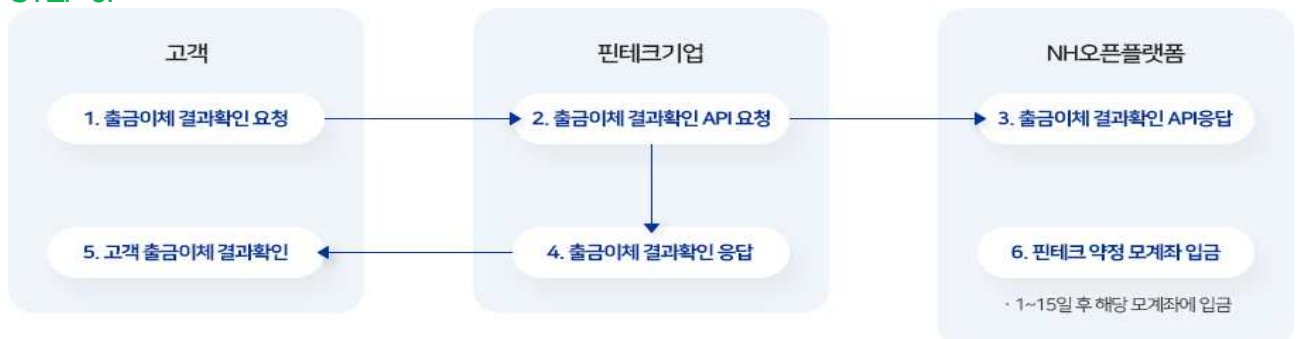 고객
핀테크기업
NH오픈플랫폼
1. 출금이체 결과확인 요청
2. 출금이체 결과확인 API 요청
3. 출금이체 결과확인 API응답
5. 고객 출금이체 결과확인
4. 출금이체 결과확인 응답
6. 핀테크 약정 모계좌 입금
· 1~15일 후 해당 모계좌에 입금